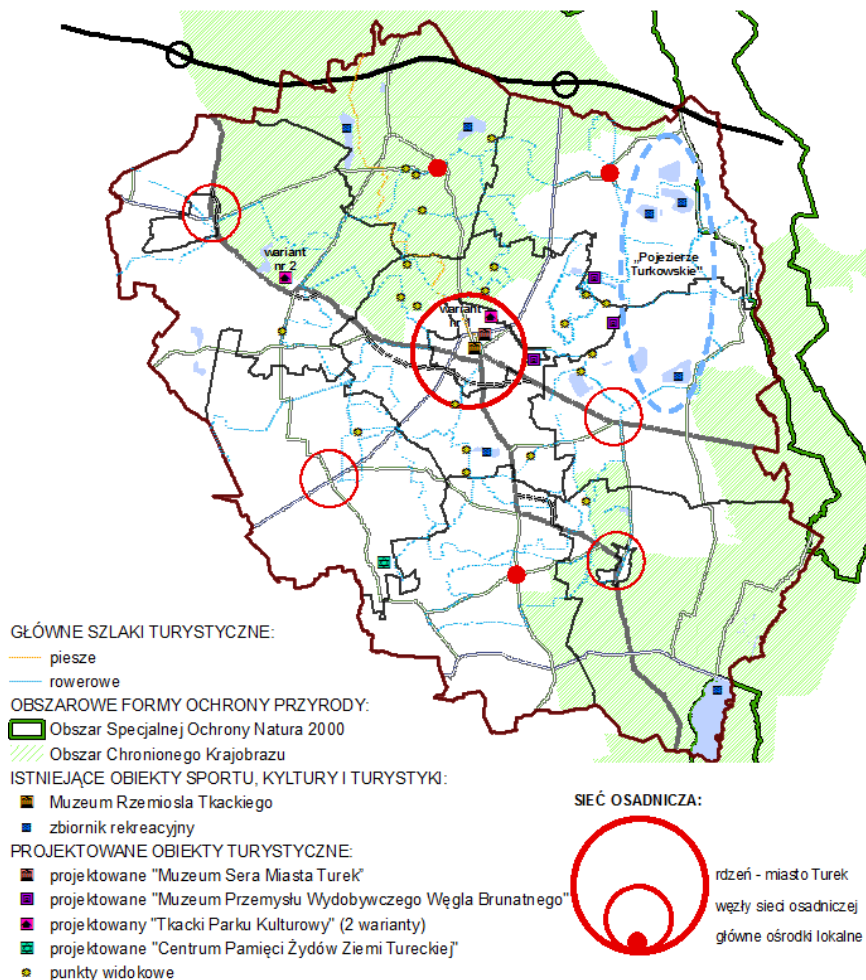 wariant
nr 2
„Pojezierze
Turkowskie"
wariant
nr 1
GŁÓWNE SZLAKI TURYSTYCZNE:
piesze
rowerowe
OBSZAROWE FORMY OCHRONY PRZYRODY:
Obszar Specjalnej Ochrony Natura 2000
Obszar Chronionego Krajobrazu
ISTNIEJĄCE OBIEKTY SPORTU, KYLTURY I TURYSTYKI:
Muzeum Rzemiosla Tkackiego
zbiornik rekreacyjny
PROJEKTOWANE OBIEKTY TURYSTYCZNE:
projektowane "Muzeum Sera Miasta Turek"
projektowane "Muzeum Przemysłu Wydobywczego Węgla Brunatnego"
projektowany "Tkacki Parku Kulturowy" (2 warianty)
projektowane "Centrum Pamięci Żydów Ziemi Tureckiej"
punkty widokowe
SIEĆ OSADNICZA:
rdzeń - miasto Turek
węzły sieci osadniczej
główne ośrodki lokalne